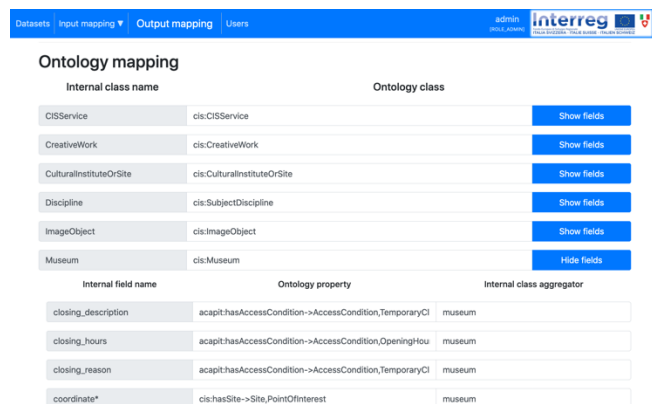 Datasets Input mapping ▼ Output mapping Users admin
[ROLE_ADMIN]
Interreg
Ontology mapping
Internal class name Ontology class
CISService cis:CISService Show fields
CreativeWork cis:CreativeWork Show fields
CulturalInstituteOrSite cis:CulturalInstituteOrSite Show fields
Discipline cis:SubjectDiscipline Show fields
ImageObject cis:ImageObject Show fields
Museum cis:Museum Hide fields
Internal field name Ontology property Internal class aggregator
closing_description acapit:hasAccessCondition->AccessCondition,TemporaryCl museum
closing_hours acapit:hasAccessCondition->AccessCondition,OpeningHou museum
closing_reason acapit:hasAccessCondition->AccessCondition,TemporaryCl museum
coordinate* cis:hasSite->Site,PointOfInterest museum